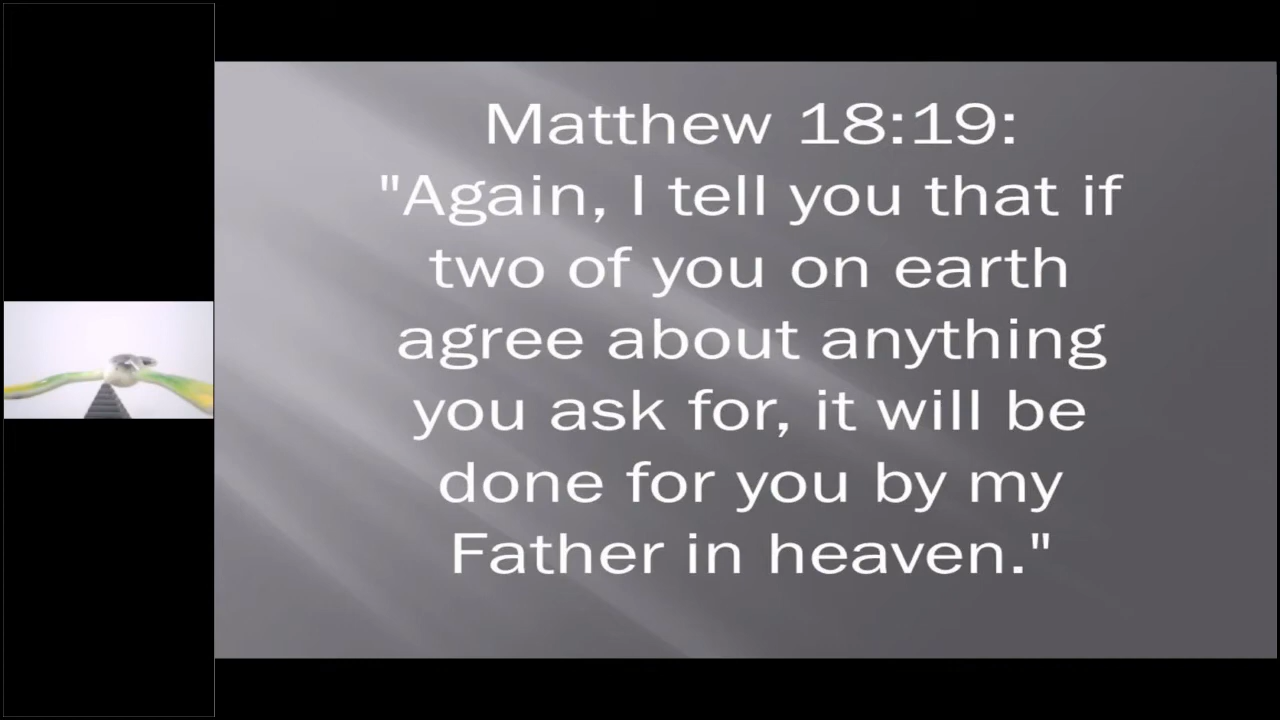 Matthew 18:19:
"Again, I tell you that if
two of you on earth
agree about anything
you ask for, it will be
done for you by my
Father in heaven."